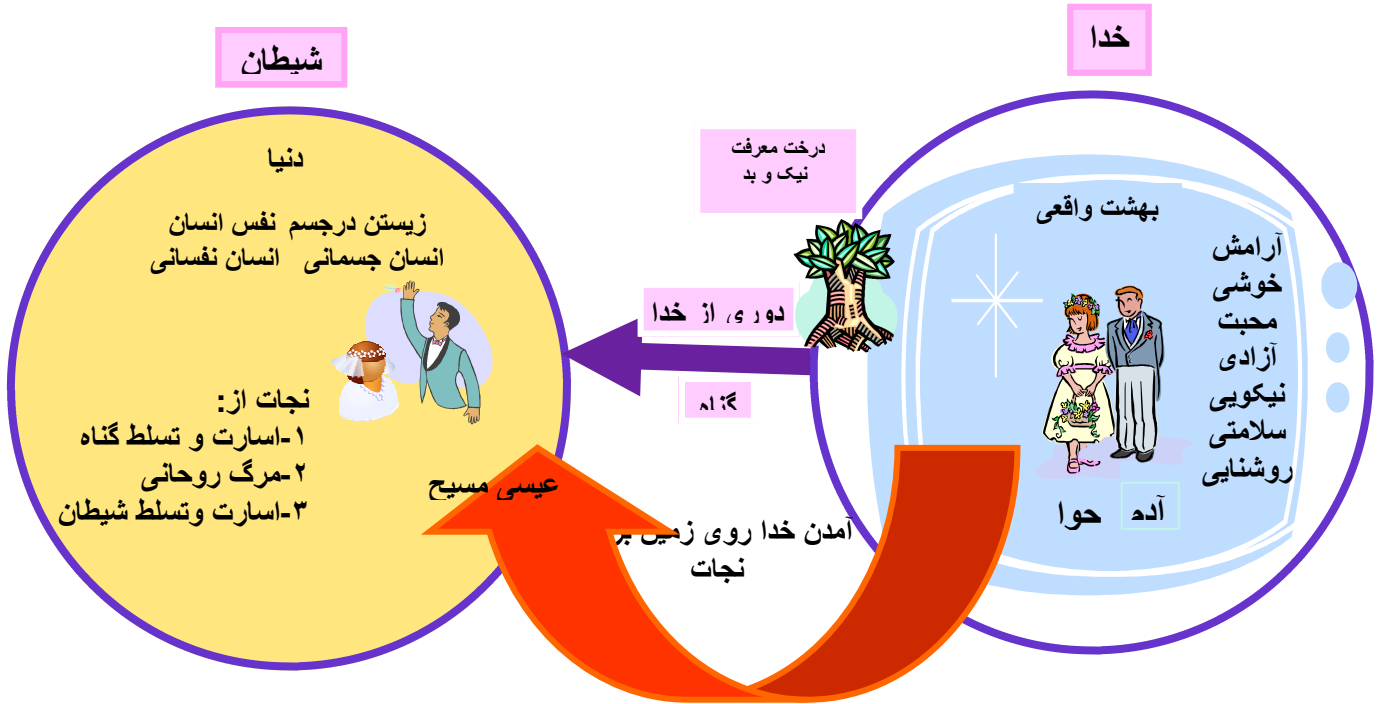 خدا
شیطان
درخت معرفت
نیک و بد
بهشت واقعی
آرامش
خوشی
محبت
آزادی
نیکویی
سلامتی
روشنایی
آدم
حوا
دوری از خدا
گناه
دنیا
زیستن درجسم نفس انسان
انسان جسمانی انسان نفسانی
نجات از:
۱-اسارت و تسلط گناه
۲-مرگ روحانی
۳-اسارت وتسلط شیطان
عیسی مسیح
آمدن خدا روی زمین
نجات